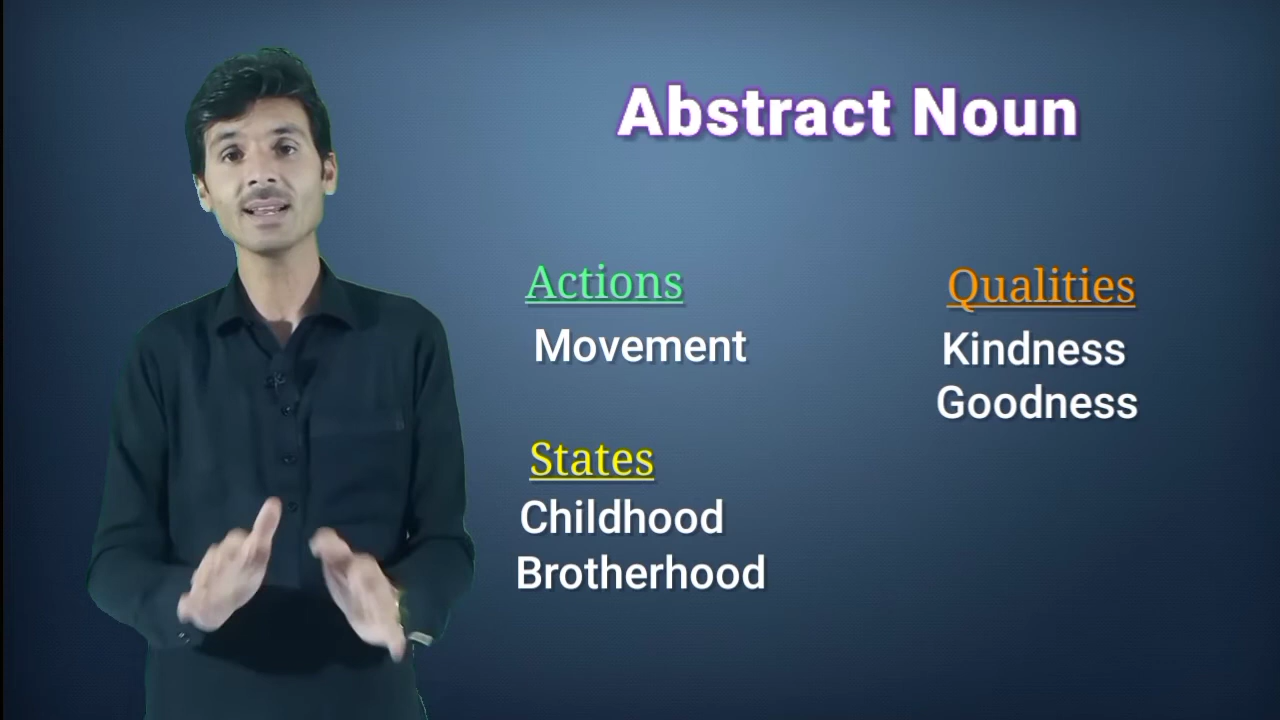 Abstract Noun
Actions
Movement
States
Childhood
Brotherhood
Qualities
Kindness
Goodness